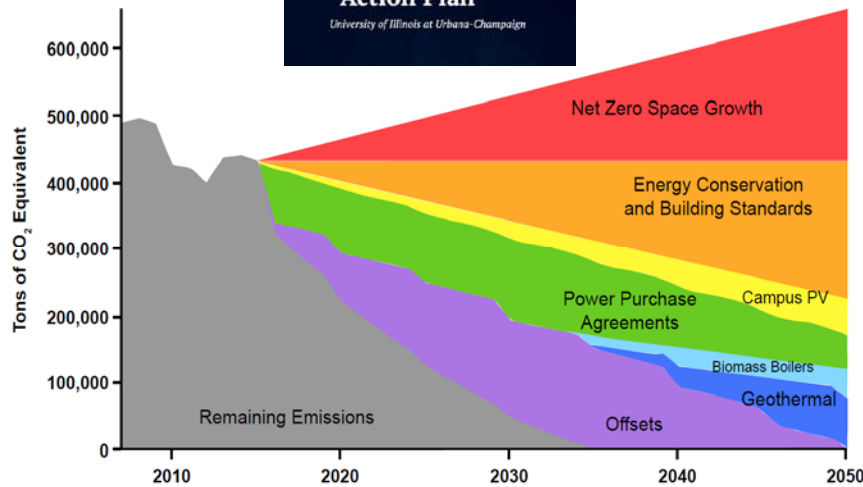 Action Plan
University of Illinois at Urbana-Champaign
Tons of CO2 Equivalent
600,000
500,000
400,000
300,000
200,000
100,000
0
Net Zero Space Growth
Energy Conservation
and Building Standards
Campus PV
Power Purchase
Agreements
Biomass Boilers
Geothermal
Remaining Emissions
Offsets
2010
2020
2030
2040
2050